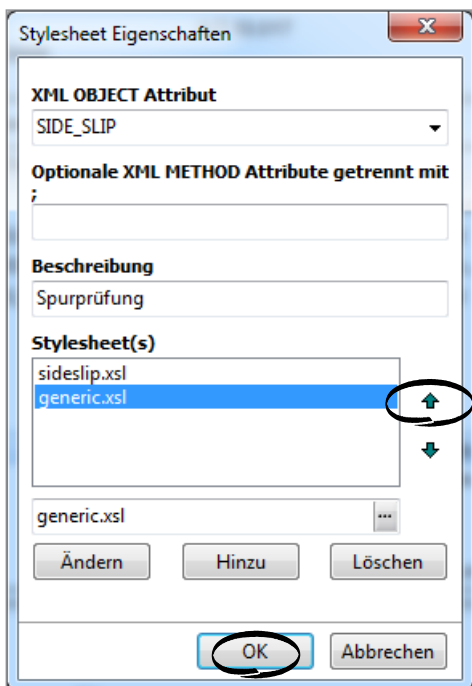 Stylesheet Eigenschaften
XML OBJECT Attribut
SIDE_SLIP
Optionale XML METHOD Attribute getrennt mit
;
Beschreibung
Spurprüfung
Stylesheet(s)
sideslip.xsl
generic.xsl
generic.xsl
...
Ändern Hinzu Löschen
OK Abbrechen